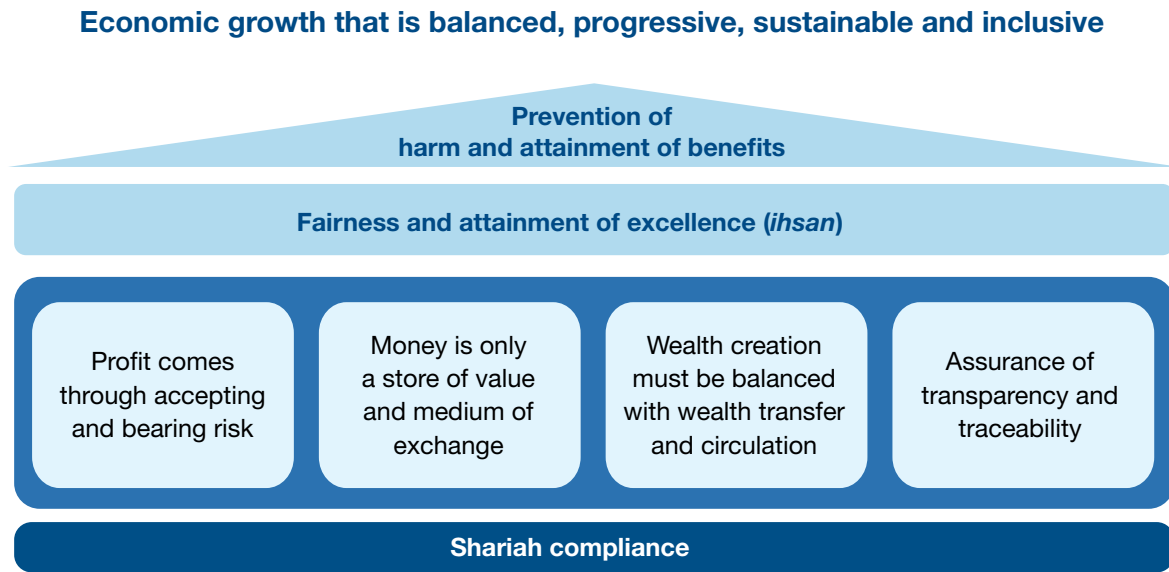 Economic growth that is balanced, progressive, sustainable and inclusive
Prevention of
harm and attainment of benefits
Fairness and attainment of excellence (ihsan)
Profit comes
through accepting
and bearing risk
Money is only
a store of value
and medium of
exchange
Wealth creation
must be balanced
with wealth transfer
and circulation
Assurance of
transparency and
traceability
Shariah compliance